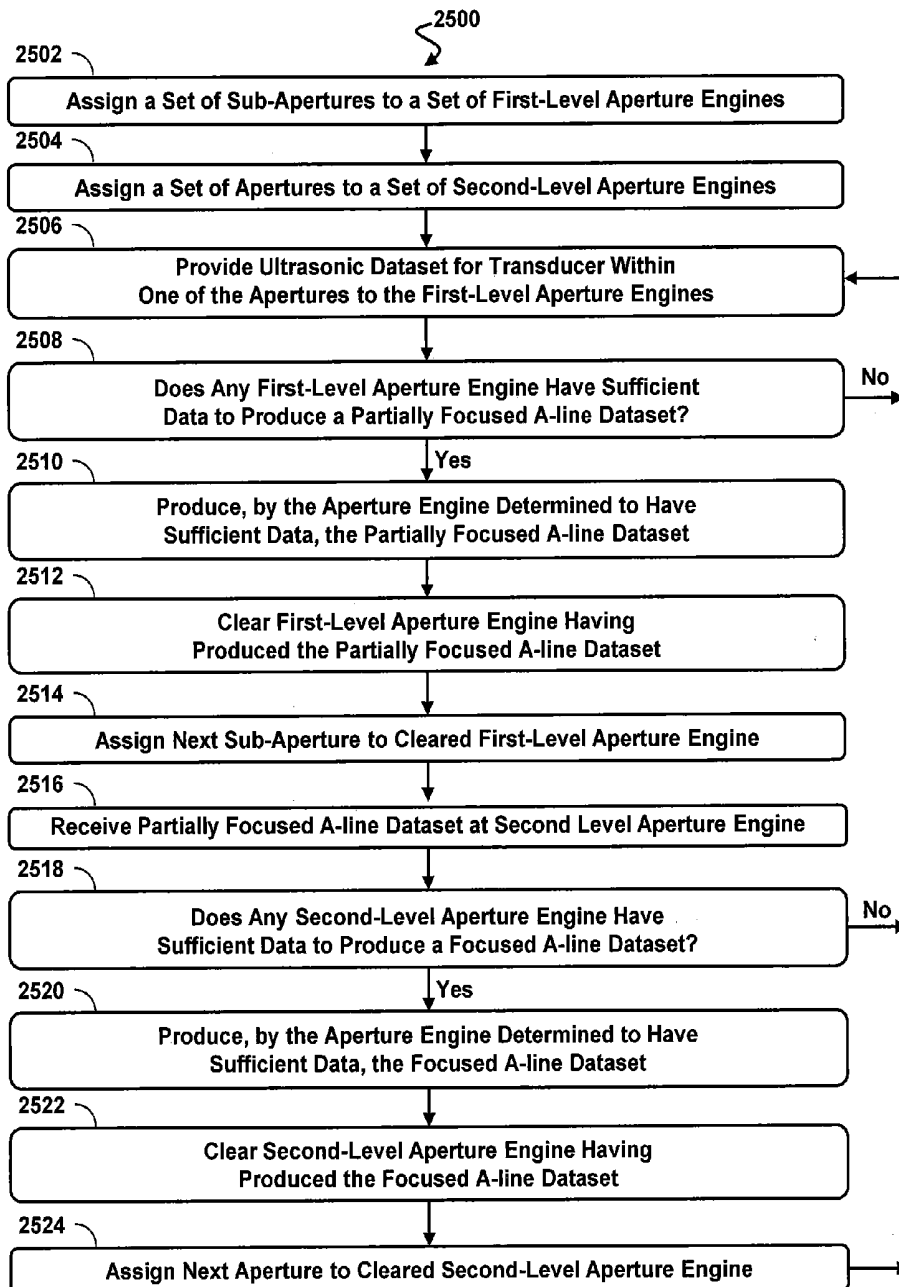 2500
2502
Assign a Set of Sub-Apertures to a Set of First-Level Aperture Engines
2504
Assign a Set of Apertures to a Set of Second-Level Aperture Engines
2506
Provide Ultrasonic Dataset for Transducer Within
One of the Apertures to the First-Level Aperture Engines
2508
Does Any First-Level Aperture Engine Have Sufficient
Data to Produce a Partially Focused A-line Dataset?
No
Yes
2510
Produce, by the Aperture Engine Determined to Have
Sufficient Data, the Partially Focused A-line Dataset
2512
Clear First-Level Aperture Engine Having
Produced the Partially Focused A-line Dataset
2514
Assign Next Sub-Aperture to Cleared First-Level Aperture Engine
2516
Receive Partially Focused A-line Dataset at Second Level Aperture Engine
2518
Does Any Second-Level Aperture Engine Have
Sufficient Data to Produce a Focused A-line Dataset?
No
Yes
2520
Produce, by the Aperture Engine Determined to Have
Sufficient Data, the Focused A-line Dataset
2522
Clear Second-Level Aperture Engine Having
Produced the Focused A-line Dataset
2524
Assign Next Aperture to Cleared Second-Level Aperture Engine